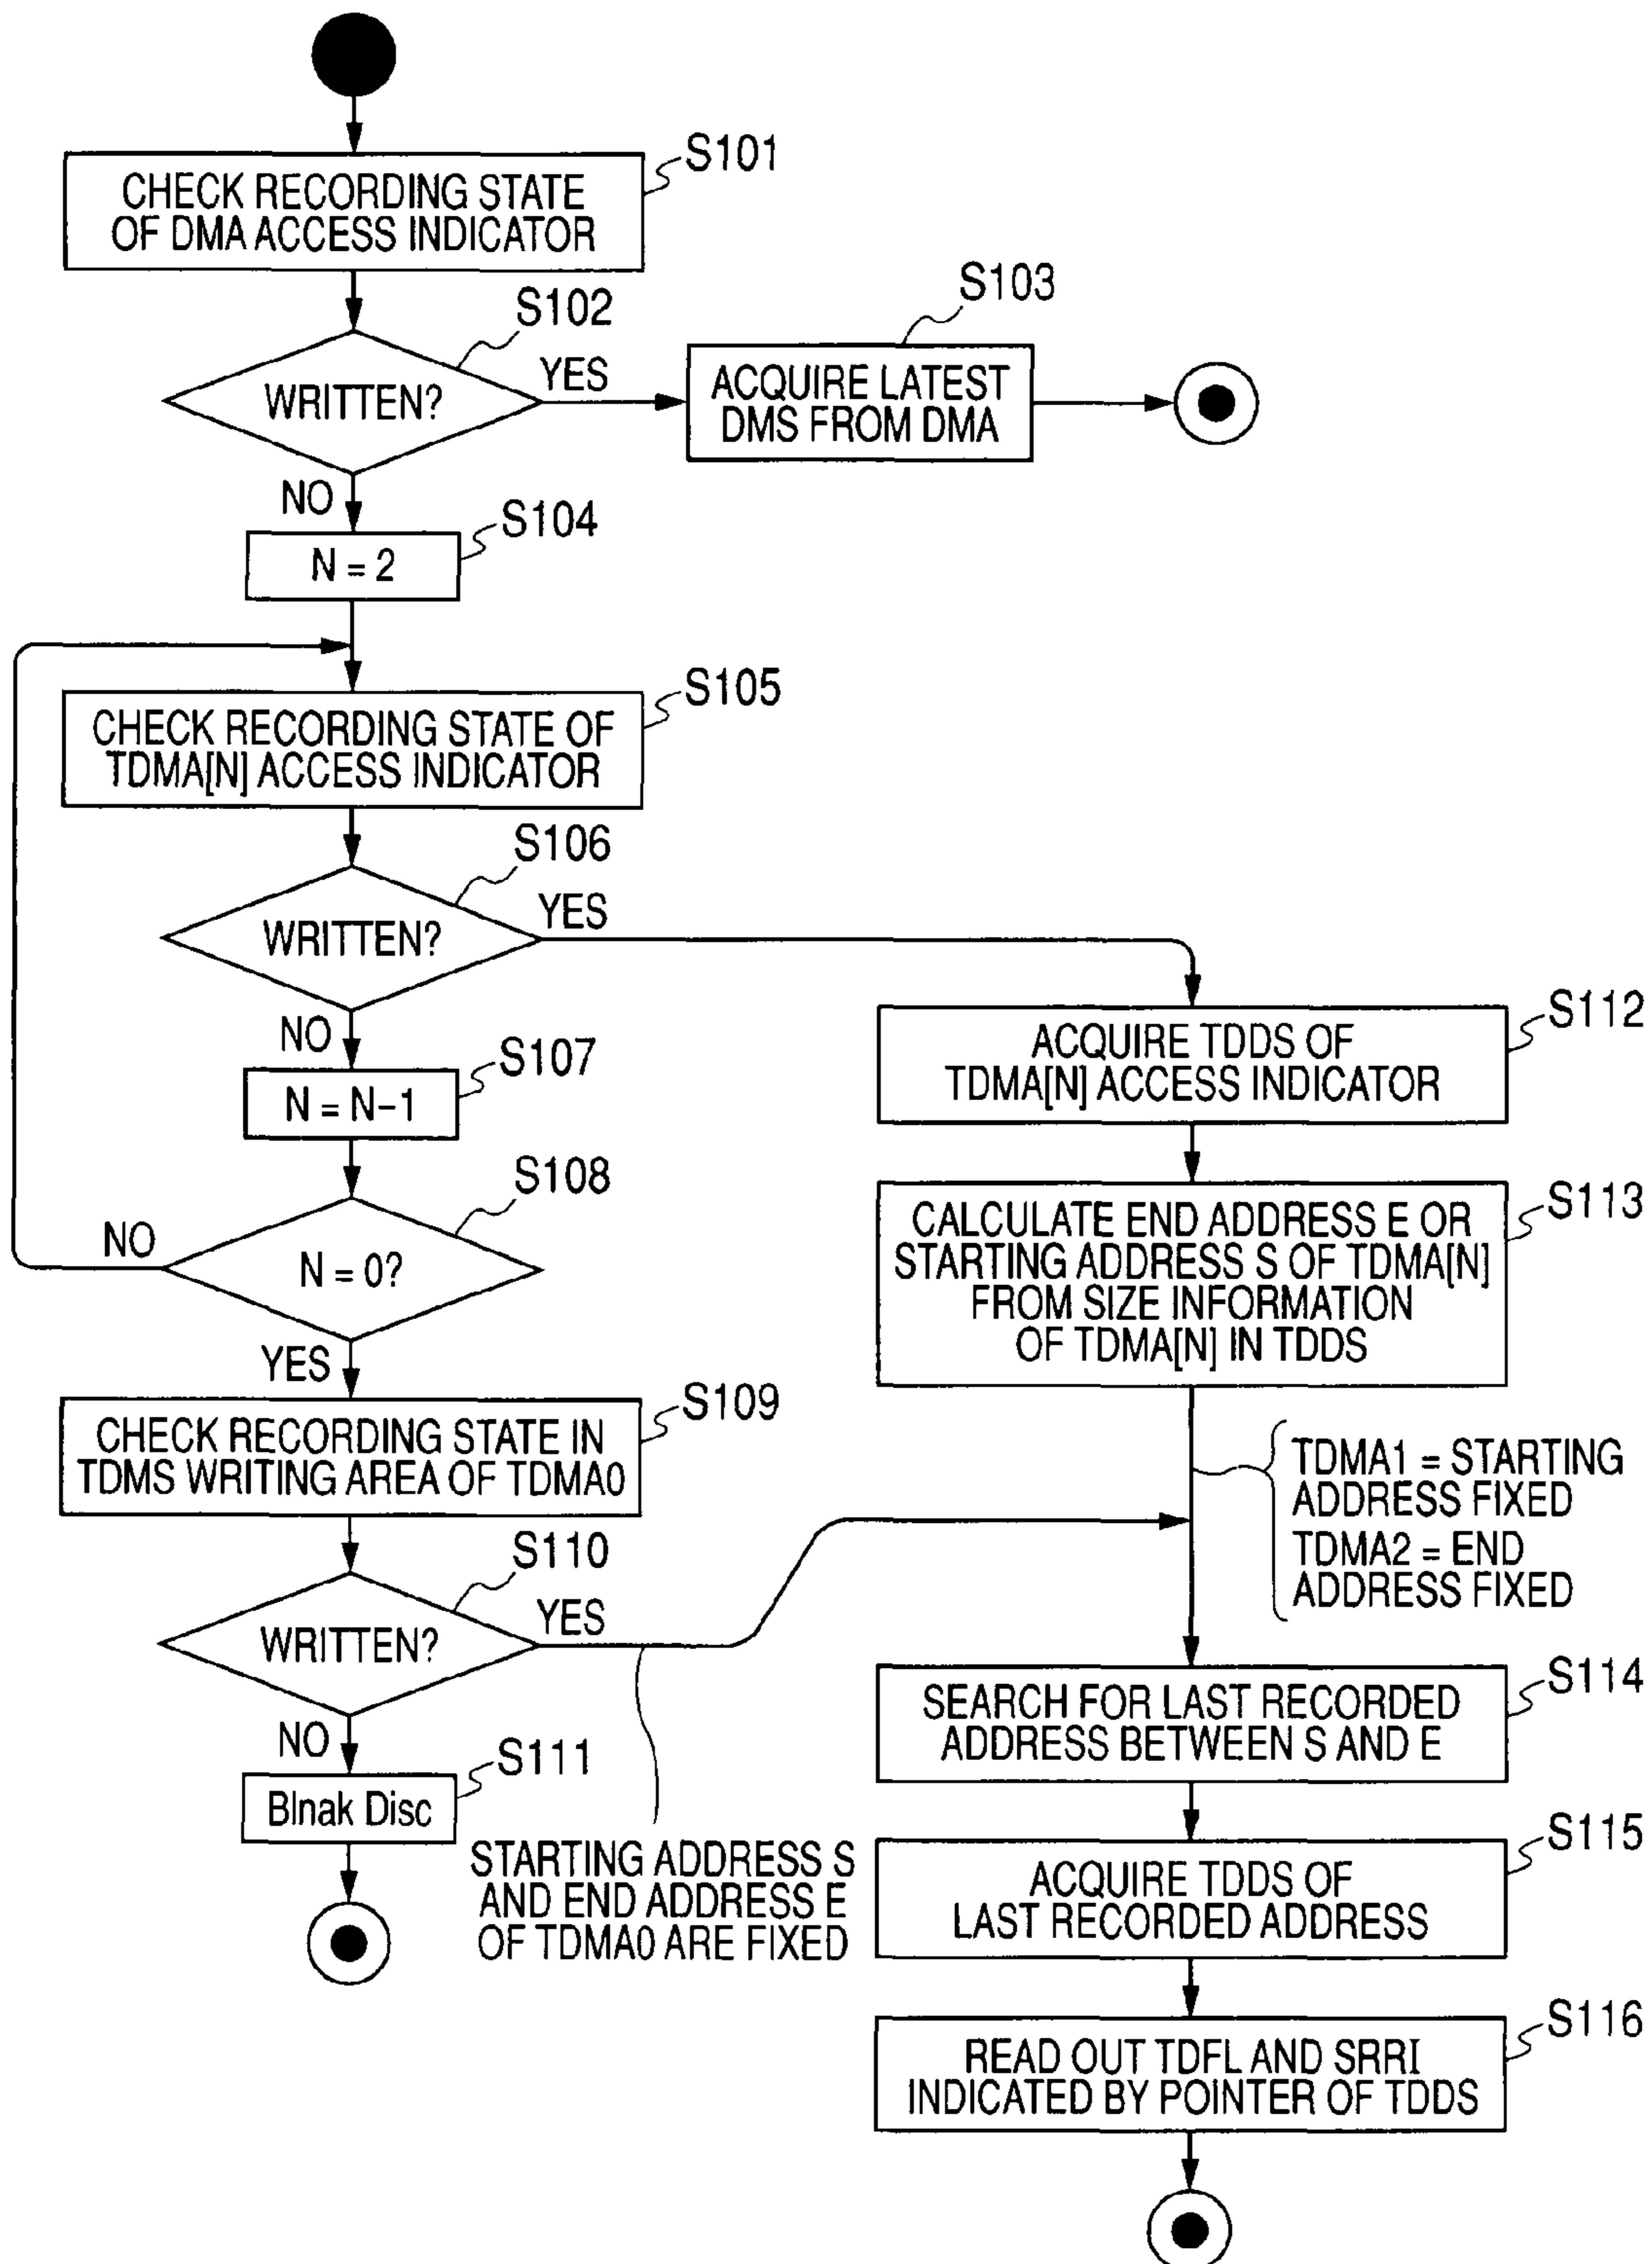 S101
CHECK RECORDING STATE
OF DMA ACCESS INDICATOR
S102
WRITTEN?
YES
S103
ACQUIRE LATEST
DMS FROM DMA
NO
S104
N = 2
S105
CHECK RECORDING STATE OF
TDMA[N] ACCESS INDICATOR
S106
WRITTEN?
YES
NO
S107
N = N-1
S108
N = 0?
NO
YES
S109
CHECK RECORDING STATE IN
TDMS WRITING AREA OF TDMA0
S110
WRITTEN?
YES
STARTING ADDRESS S
AND END ADDRESS E
OF TDMA0 ARE FIXED
NO
S111
Blnak Disc
S112
ACQUIRE TDDS OF
TDMA[N] ACCESS INDICATOR
S113
CALCULATE END ADDRESS E OR
STARTING ADDRESS S OF TDMA[N]
FROM SIZE INFORMATION
OF TDMA[N] IN TDDS
TDMA1 = STARTING
ADDRESS FIXED
TDMA2 = END
ADDRESS FIXED
S114
SEARCH FOR LAST RECORDED
ADDRESS BETWEEN S AND E
S115
ACQUIRE TDDS OF
LAST RECORDED ADDRESS
S116
READ OUT TDFL AND SRRI
INDICATED BY POINTER OF TDDS